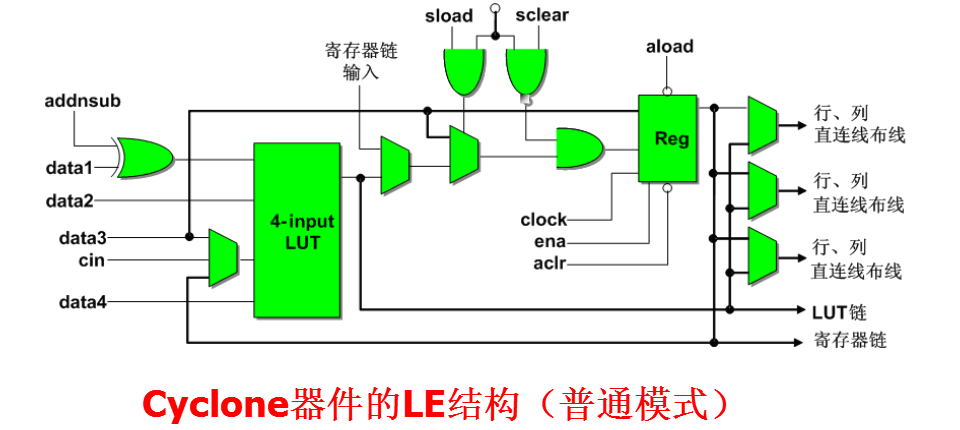 sload
sclear
寄存器链
输入
aload
addnsub
data1
data2
data3
cin
data4
4-input
LUT
Reg
clock
ena
aclr
行、列
直连线布线
行、列
直连线布线
行、列
直连线布线
LUT链
寄存器链
Cyclone器件的LE结构（普通模式）